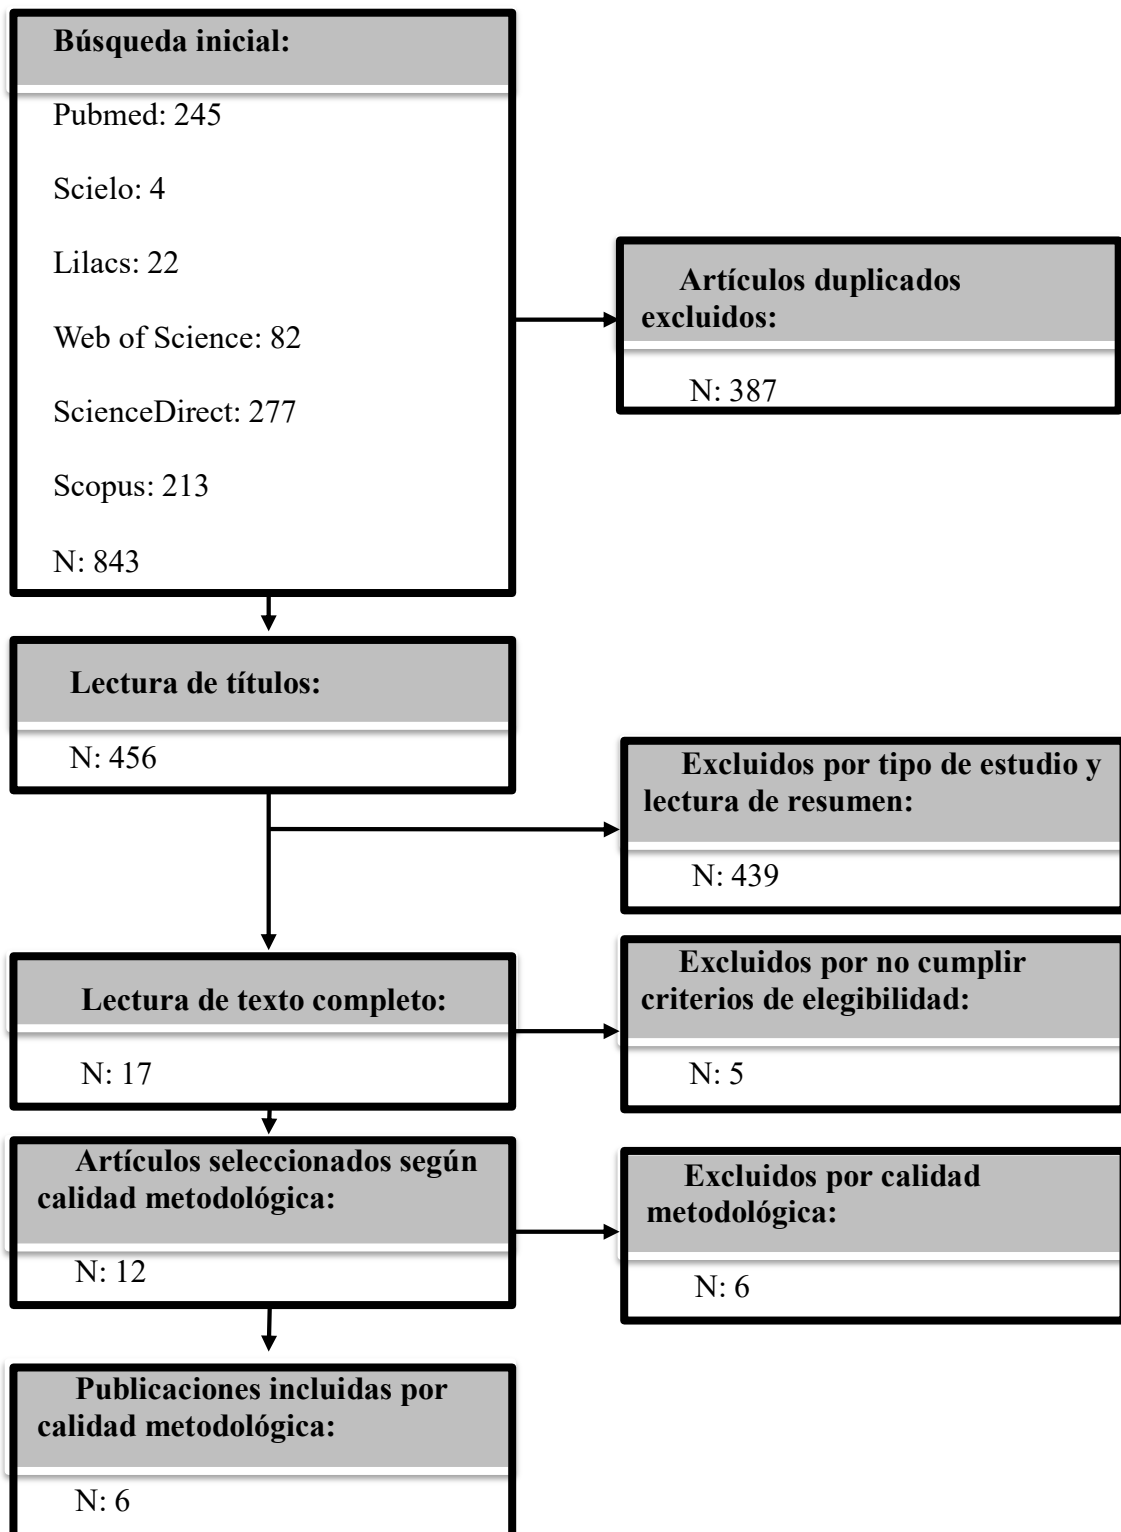 Búsqueda inicial:
Pubmed: 245
Scielo: 4
Lilacs: 22
Web of Science: 82
ScienceDirect: 277
Scopus: 213
N: 843
Artículos duplicados
excluidos:
N: 387
Lectura de títulos:
N: 456
Excluidos por tipo de estudio y
lectura de resumen:
N: 439
Lectura de texto completo:
N: 17
Excluidos por no cumplir
criterios de elegibilidad:
N: 5
Artículos seleccionados según
calidad metodológica:
N: 12
Excluidos por calidad
metodológica:
N: 6
Publicaciones incluidas por
calidad metodológica:
N: 6